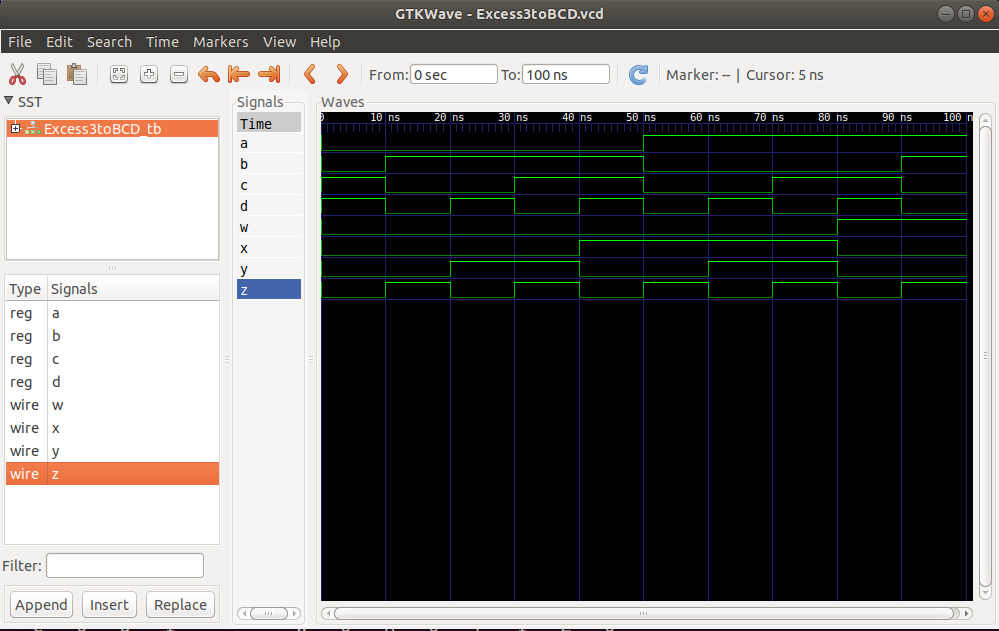 GTKWave - Excess3toBCD.vcd
File Edit Search Time Markers View Help
From: 0 sec To: 100 ns Marker: -- | Cursor: 5 ns
SST
Excess3toBCD_tb
Type Signals
reg a
reg b
reg c
reg d
wire w
wire x
wire y
wire z
Filter:
Append Insert Replace
Signals
Time
a
b
c
d
w
x
y
z
Waves
0 10 ns 20 ns 30 ns 40 ns 50 ns 60 ns 70 ns 80 ns 90 ns 100 n